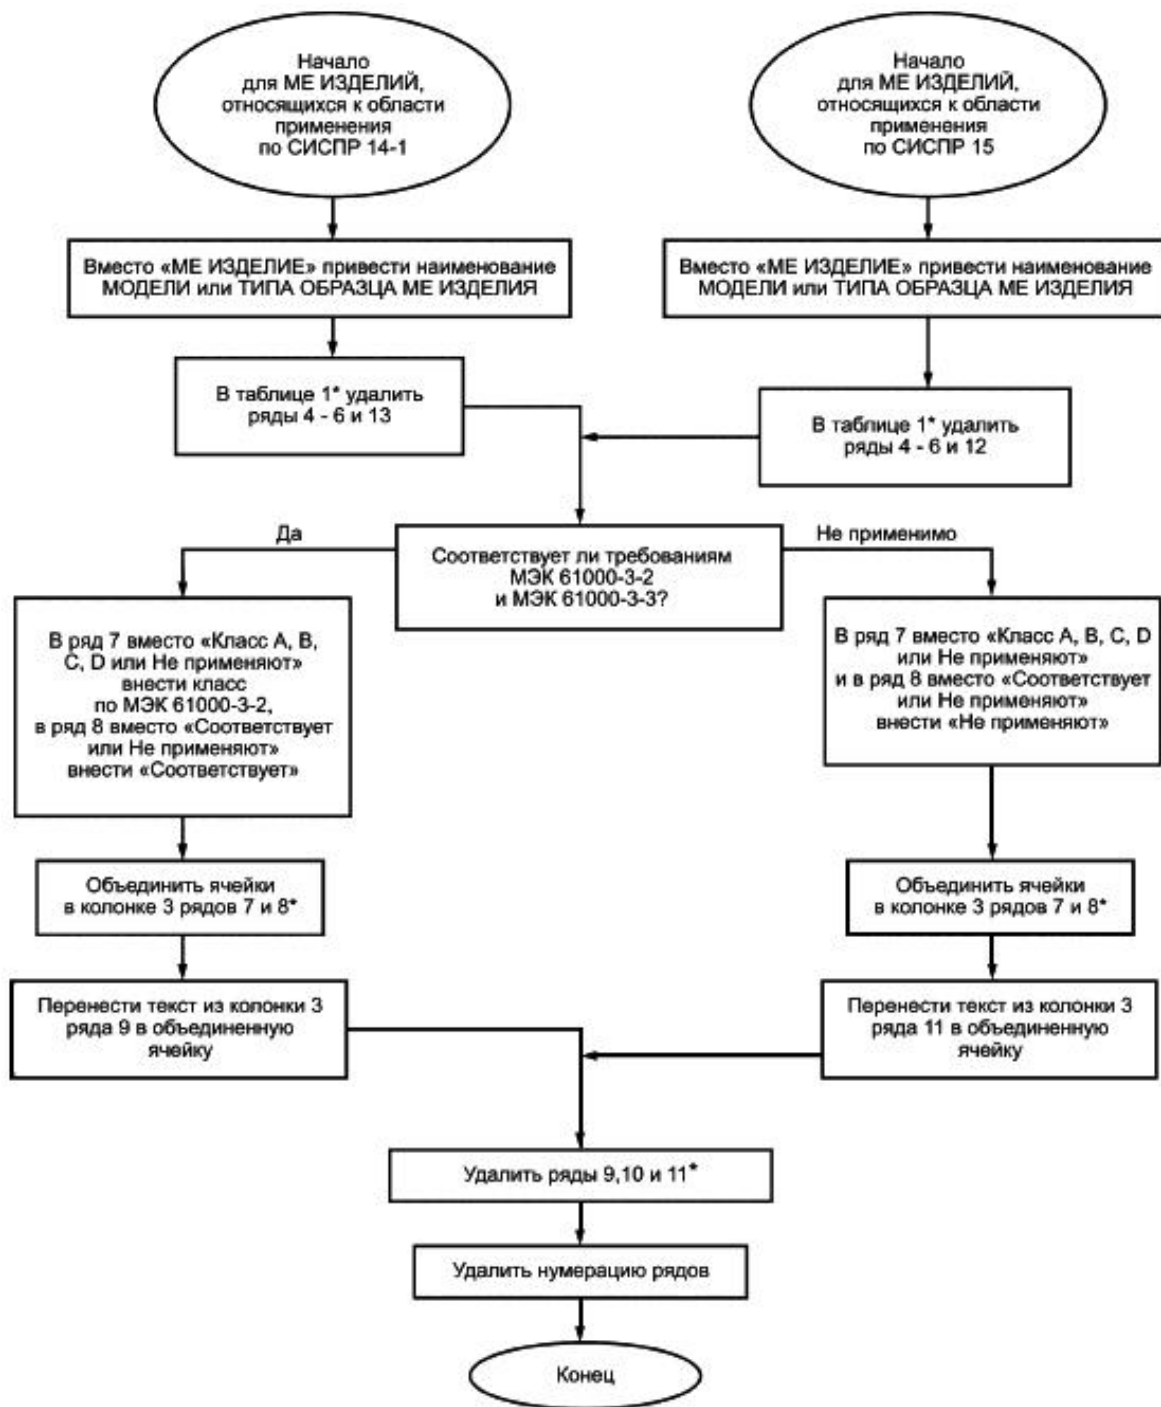 Начало
для МЕ ИЗДЕЛИЙ,
относящихся к области
применения
по СИСПР 14-1
Начало
для МЕ ИЗДЕЛИЙ,
относящихся к области
применения
по СИСПР 15
Вместо «МЕ ИЗДЕЛИЕ» привести наименование
МОДЕЛИ или ТИПА ОБРАЗЦА МЕ ИЗДЕЛИЯ
Вместо «МЕ ИЗДЕЛИЕ» привести наименование
МОДЕЛИ или ТИПА ОБРАЗЦА МЕ ИЗДЕЛИЯ
В таблице 1* удалить
ряды 4 - 6 и 13
В таблице 1* удалить
ряды 4 - 6 и 12
Да
Соответствует ли требованиям
МЭК 61000-3-2
и МЭК 61000-3-3?
Не применимо
В ряд 7 вместо «Класс А, В,
С, D или Не применяют»
внести класс
по МЭК 61000-3-2,
в ряд 8 вместо «Соответствует
или Не применяют»
внести «Соответствует»
В ряд 7 вместо «Класс А, В, С, D
или Не применяют»
и в ряд 8 вместо «Соответствует
или Не применяют»
внести «Не применяют»
Объединить ячейки
в колонке 3 рядов 7 и 8*
Объединить ячейки
в колонке 3 рядов 7 и 8*
Перенести текст из колонки 3
ряда 9 в объединенную
ячейку
Перенести текст из колонки 3
ряда 11 в объединенную
ячейку
Удалить ряды 9,10 и 11*
Удалить нумерацию рядов
Конец